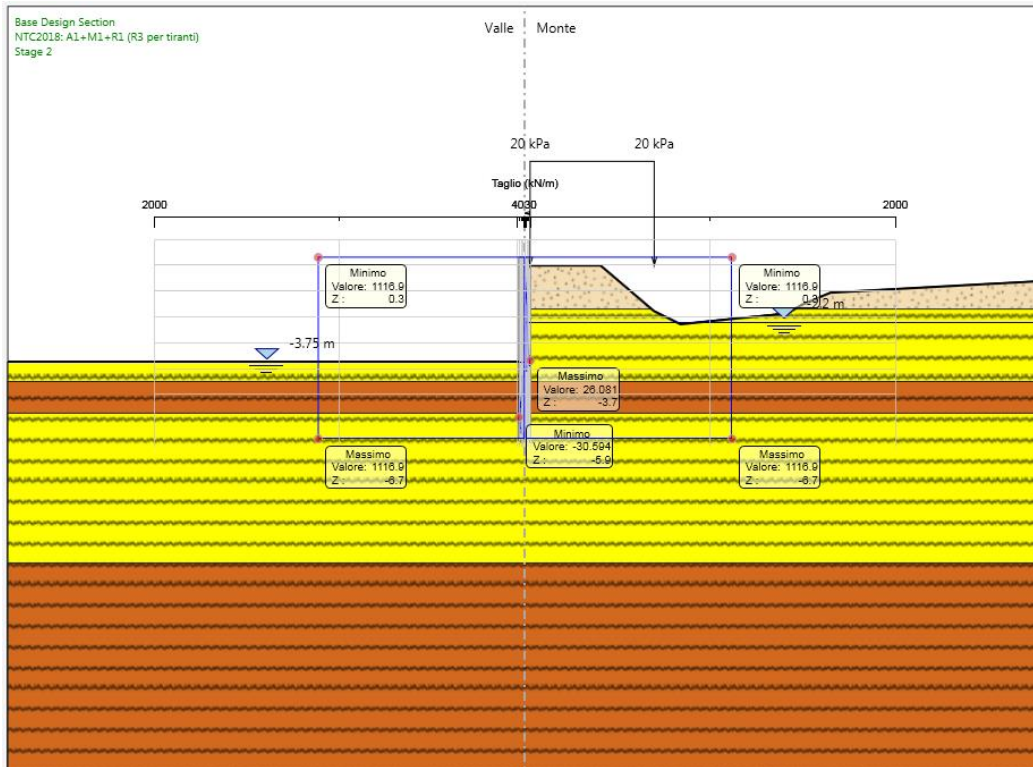 Base Design Section
NTC2018: A1+M1+R1 (R3 per tiranti)
Stage 2
Valle Monte
20 kPa 20 kPa
Taglio (kN/m)
2000 4030 2000
Minimo
Valore: 1116.9
Z : 0.3
Minimo
Valore: 1116.9
Z : 0.3
-2.2 m
-3.75 m
Massimo
Valore: 26.081
Z : -3.7
Minimo
Valore: -30.594
Z : -5.9
Massimo
Valore: 1116.9
Z : -6.7
Massimo
Valore: 1116.9
Z : -6.7